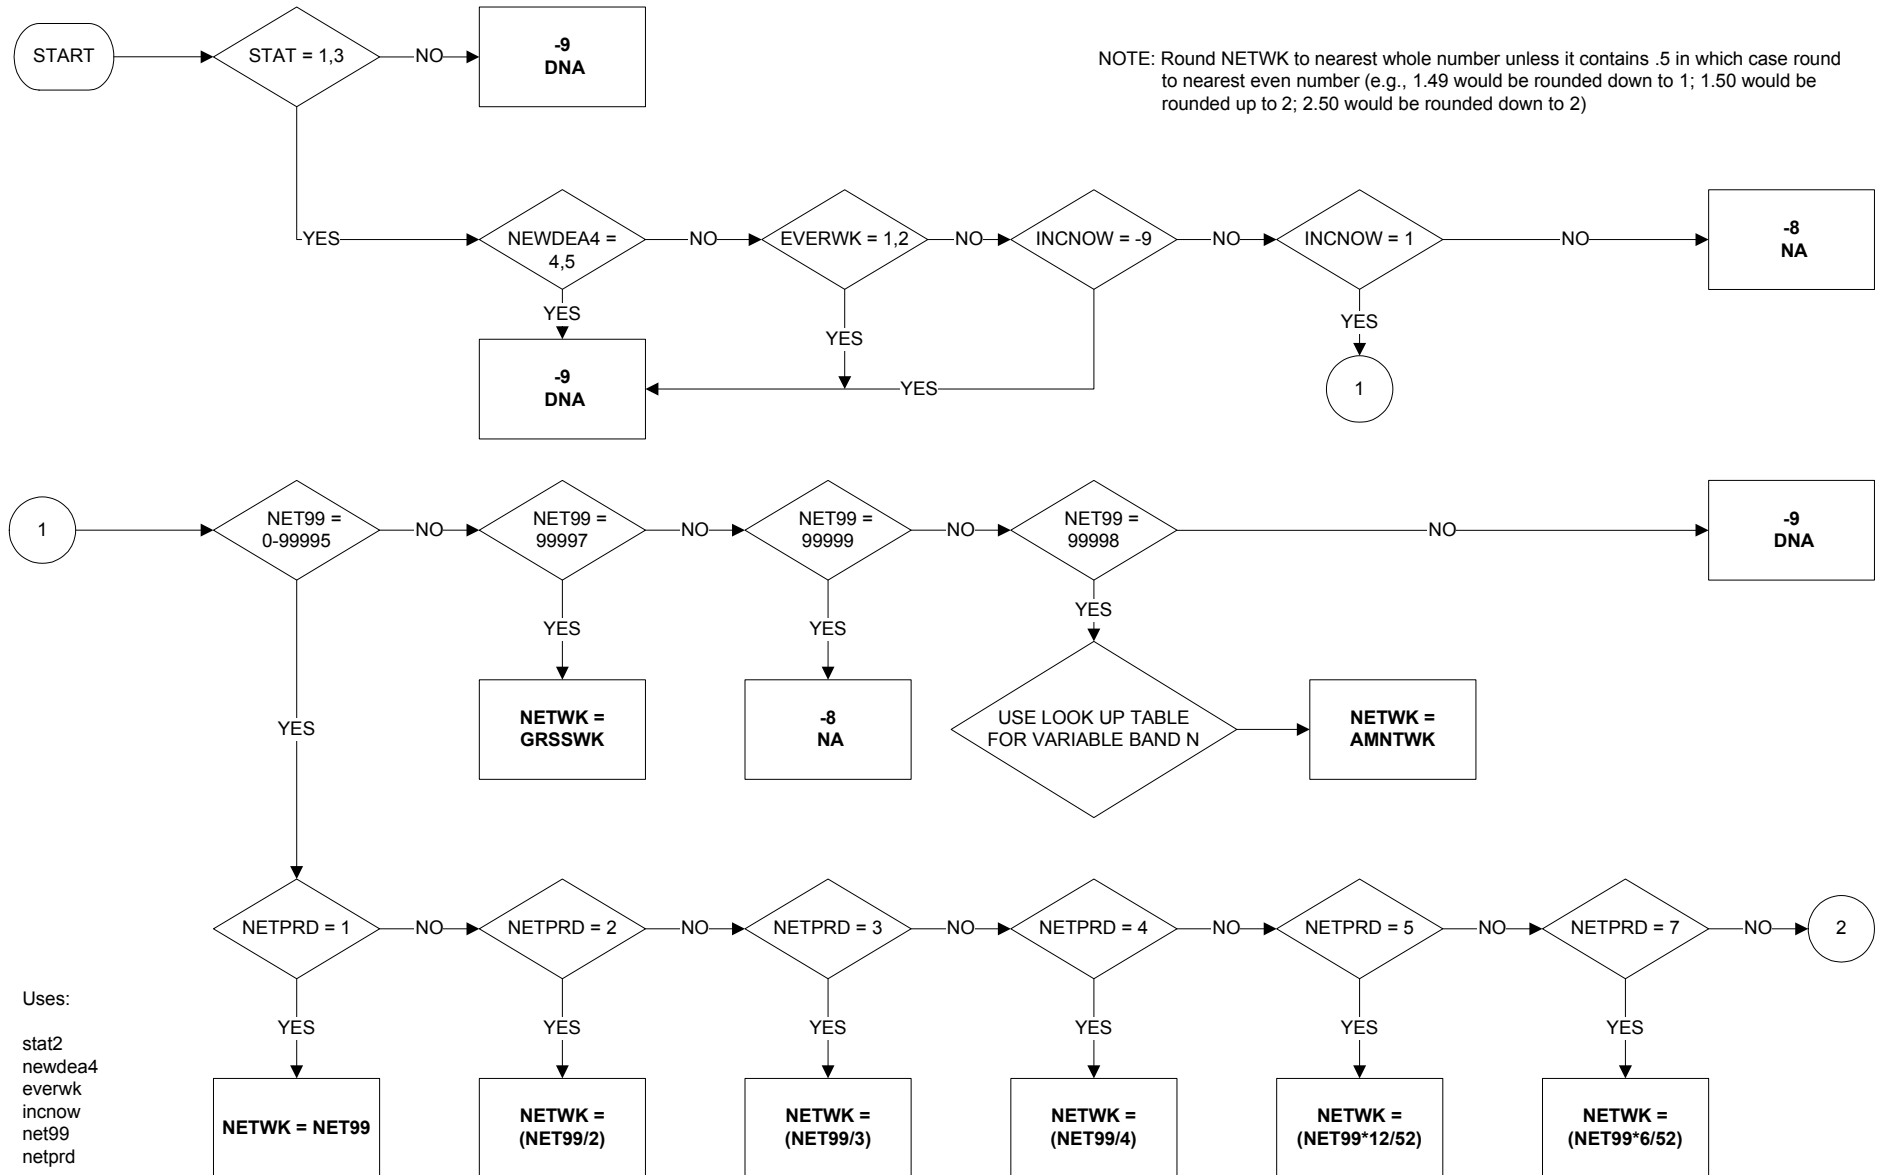 START
STAT = 1,3
NO
-9
DNA
NOTE: Round NETWK to nearest whole number unless it contains .5 in which case round
to nearest even number (e.g., 1.49 would be rounded down to 1; 1.50 would be
rounded up to 2; 2.50 would be rounded down to 2)
YES
NEWDEA4 =
4,5
NO
EVERWK = 1,2
NO
INCNOW = -9
NO
INCNOW = 1
NO
-8
NA
YES
YES
YES
YES
-9
DNA
1
1
NET99 =
0-99995
NO
NET99 =
99997
NO
NET99 =
99999
NO
NET99 =
99998
NO
-9
DNA
YES
YES
YES
YES
NETWK =
GRSSWK
-8
NA
USE LOOK UP TABLE
FOR VARIABLE BAND N
NETWK =
AMNTWK
NETPRD = 1
NO
NETPRD = 2
NO
NETPRD = 3
NO
NETPRD = 4
NO
NETPRD = 5
NO
NETPRD = 7
NO
2
YES
YES
YES
YES
YES
YES
NETWK = NET99
NETWK =
(NET99/2)
NETWK =
(NET99/3)
NETWK =
(NET99/4)
NETWK =
(NET99*12/52)
NETWK =
(NET99*6/52)
Uses:
stat2
newdea4
everwk
incnow
net99
netprd